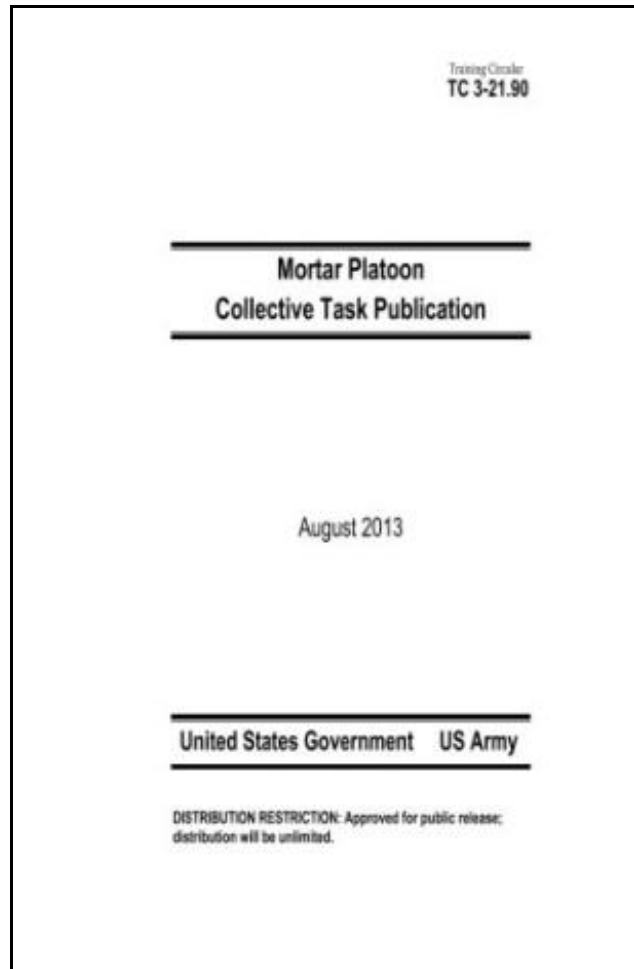 Training Circular
TC 3-21.90
Mortar Platoon
Collective Task Publication
August 2013
United States Government US Army
DISTRIBUTION RESTRICTION: Approved for public release;
distribution will be unlimited.